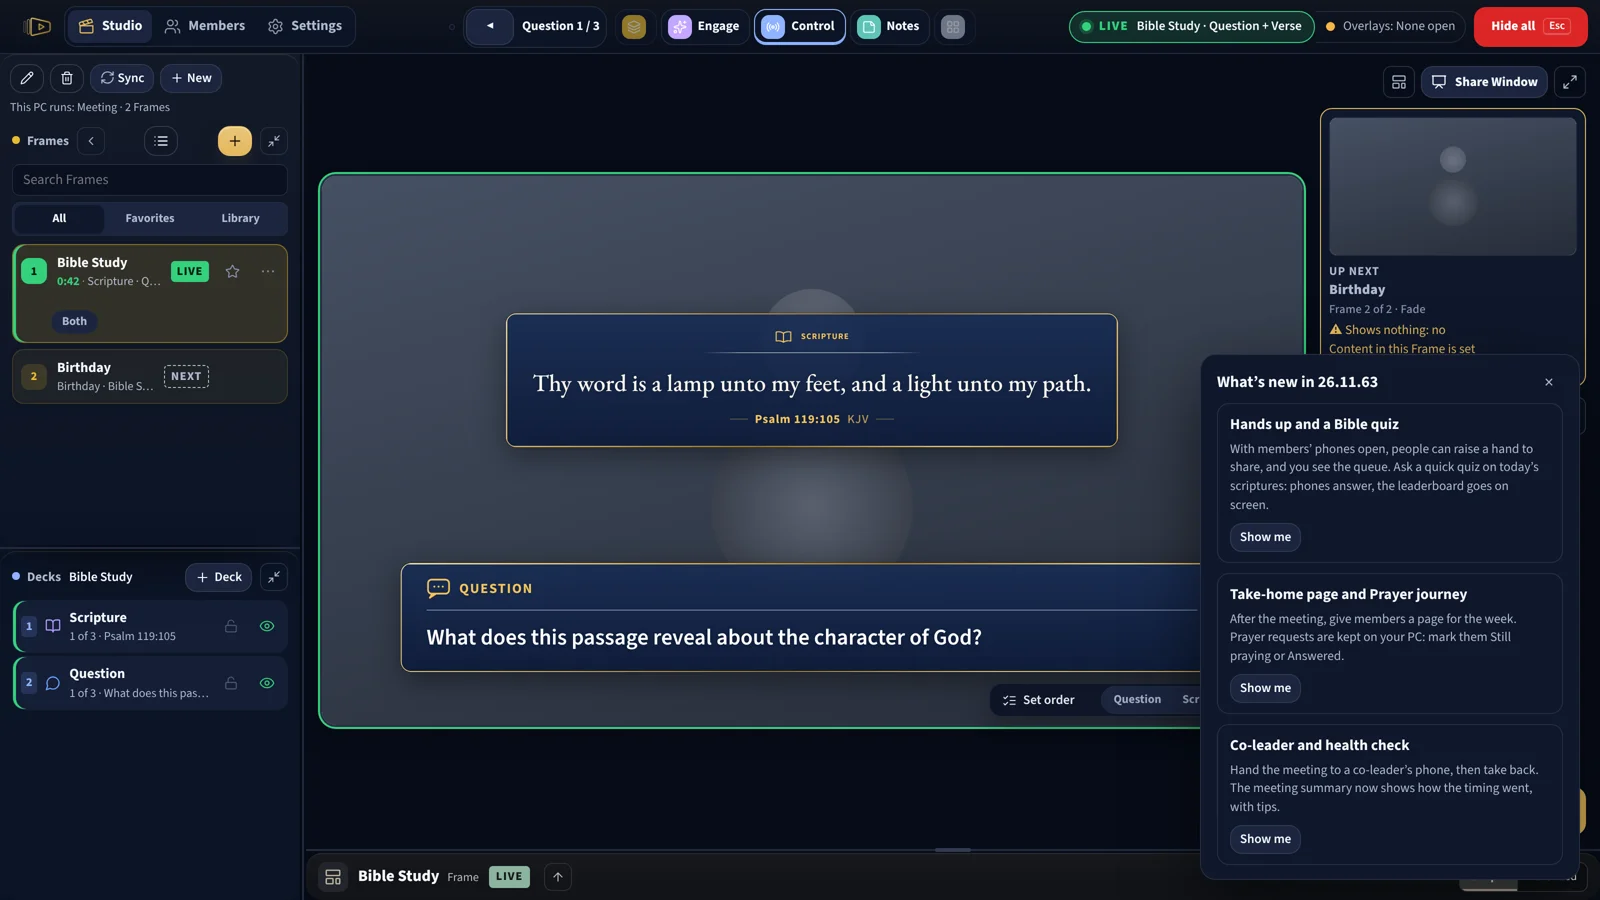 Studio
Members
Settings
Question 1 / 3
Engage
Control
Notes
LIVE Bible Study · Question + Verse
Overlays: None open
Hide all Esc
Sync
New
This PC runs: Meeting · 2 Frames
Frames
Search Frames
All
Favorites
Library
1
Bible Study
0:42 · Scripture · Q…
LIVE
Both
2
Birthday
Birthday · Bible S…
NEXT
Decks Bible Study
Deck
1
Scripture
1 of 3 · Psalm 119:105
2
Question
1 of 3 · What does this pas…
SCRIPTURE
Thy word is a lamp unto my feet, and a light unto my path.
Psalm 119:105 KJV
QUESTION
What does this passage reveal about the character of God?
Set order
Question
Scr
Bible Study Frame LIVE
Share Window
UP NEXT
Birthday
Frame 2 of 2 · Fade
Shows nothing: no
Content in this Frame is set
What's new in 26.11.63
Hands up and a Bible quiz
With members' phones open, people can raise a hand to
share, and you see the queue. Ask a quick quiz on today's
scriptures: phones answer, the leaderboard goes on
screen.
Show me
Take-home page and Prayer journey
After the meeting, give members a page for the week.
Prayer requests are kept on your PC: mark them Still
praying or Answered.
Show me
Co-leader and health check
Hand the meeting to a co-leader's phone, then take back.
The meeting summary now shows how the timing went,
with tips.
Show me